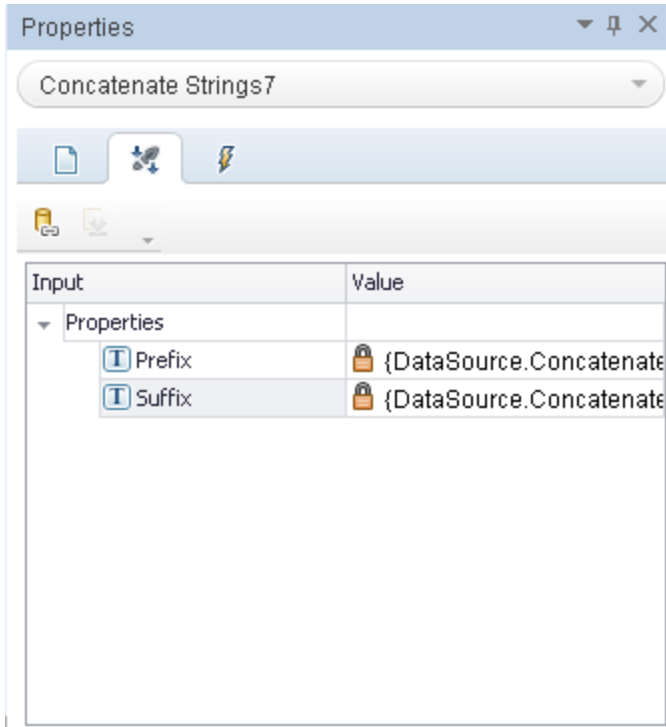 Properties
Concatenate Strings7
Input Value
Properties
T Prefix {DataSource.Concatenate
T Suffix {DataSource.Concatenate